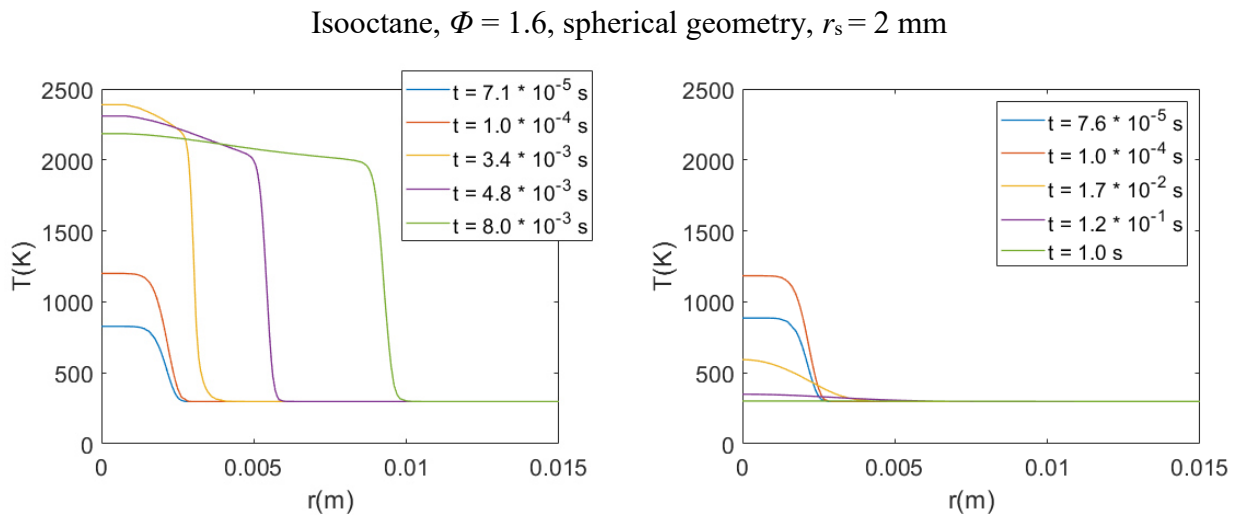 Isooctane, Φ = 1.6, spherical geometry, rs = 2 mm
2500
2000
1500
1000
500
0
T(K)
0
0.005
0.01
0.015
r(m)
t = 7.1 * 10-5 s
t = 1.0 * 10-4 s
t = 3.4 * 10-3 s
t = 4.8 * 10-3 s
t = 8.0 * 10-3 s
2500
2000
1500
1000
500
0
T(K)
0
0.005
0.01
0.015
r(m)
t = 7.6 * 10-5 s
t = 1.0 * 10-4 s
t = 1.7 * 10-2 s
t = 1.2 * 10-1 s
t = 1.0 s